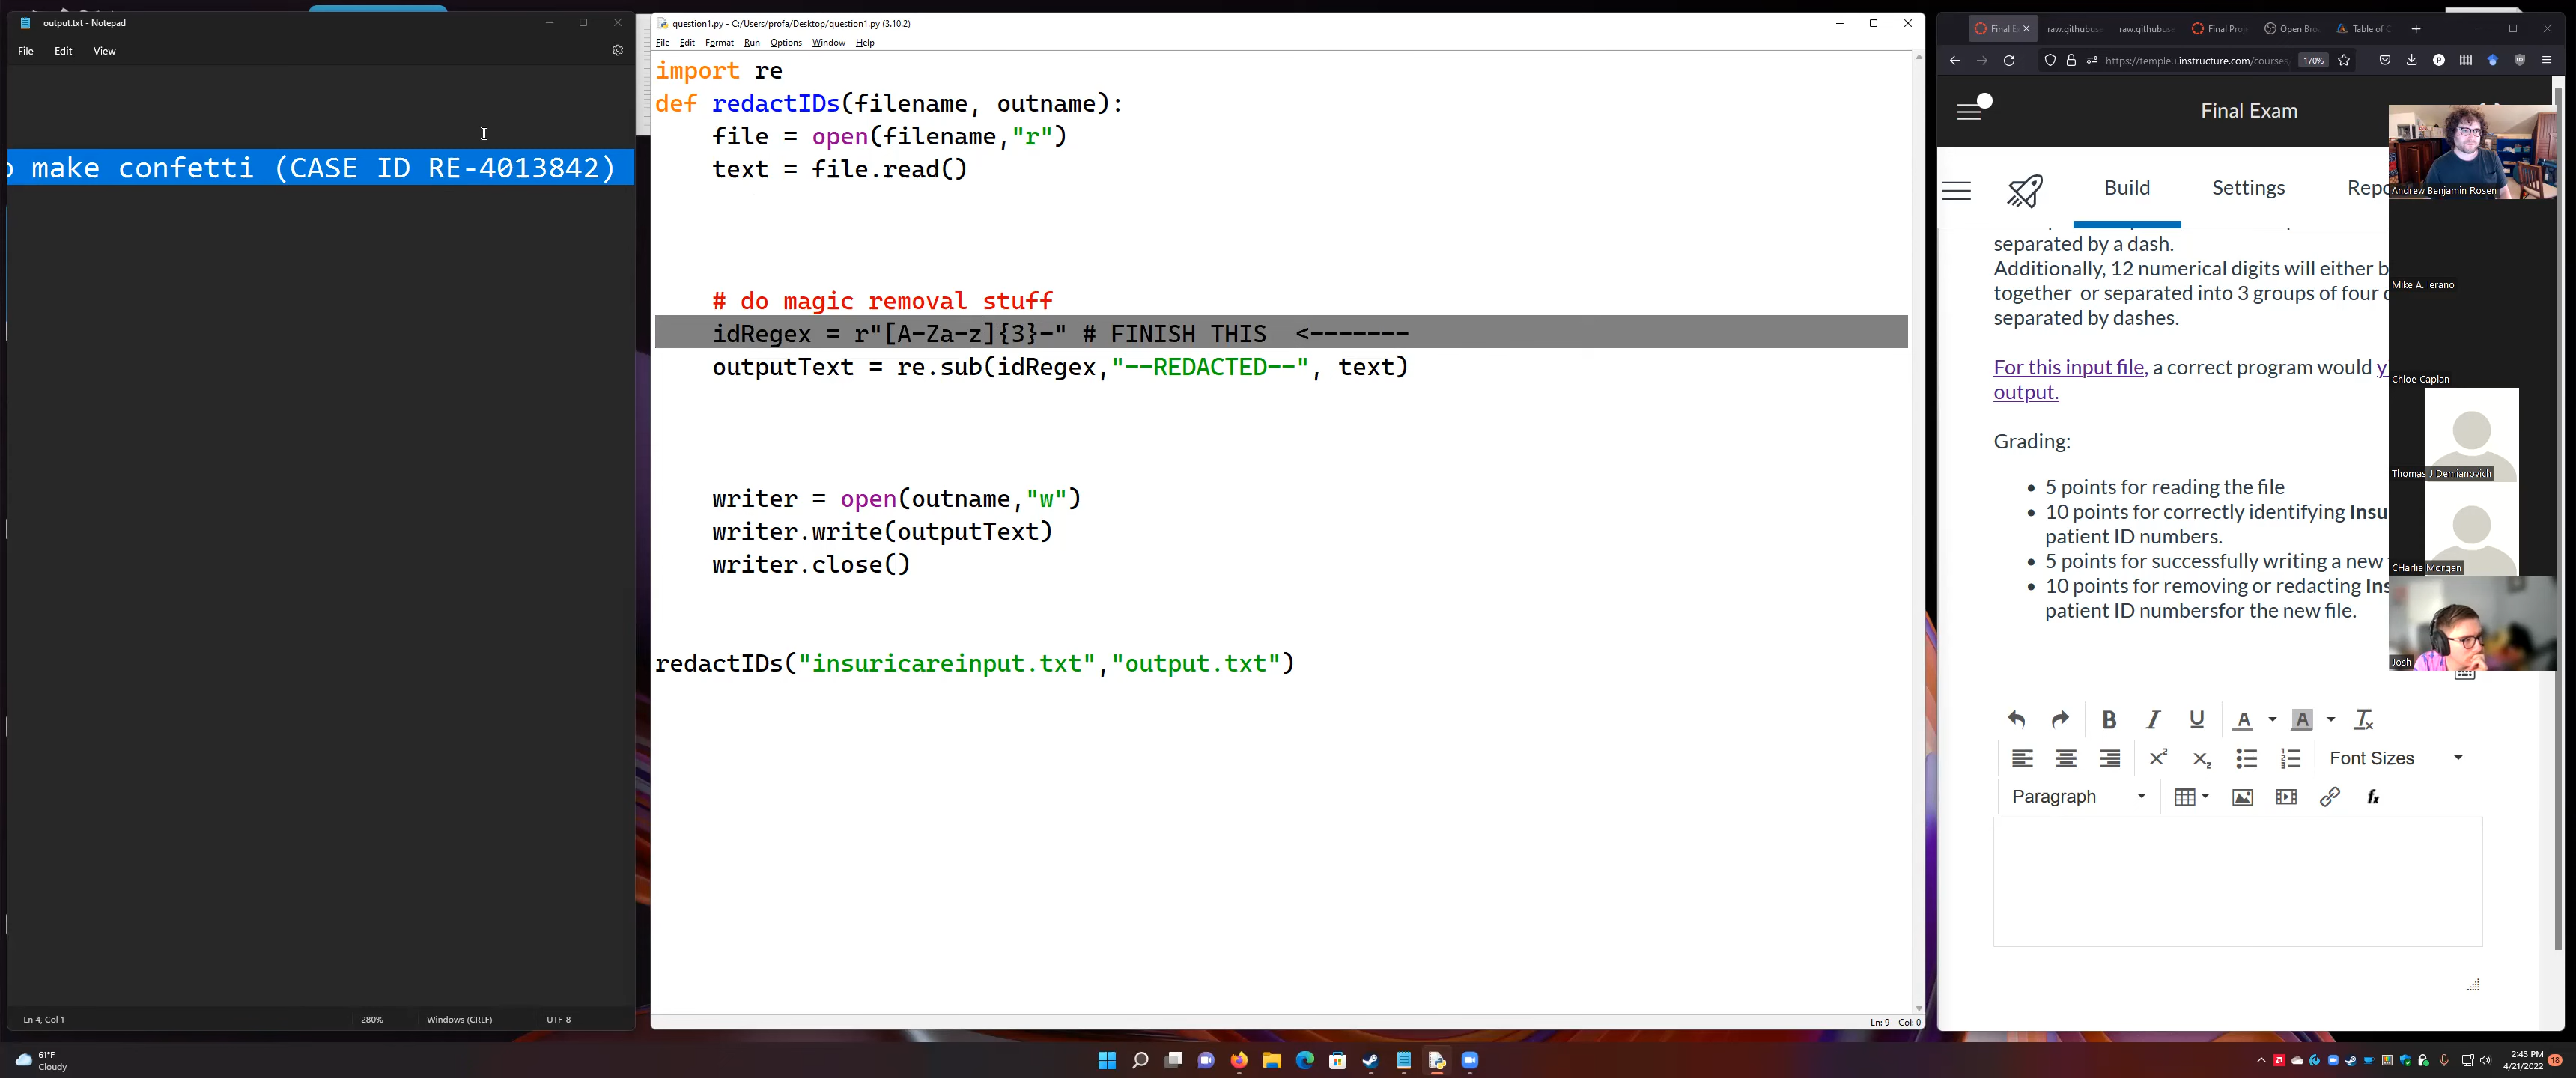 output.txt - Notepad
File Edit View
make confetti (CASE ID RE-4013842)
Ln 4, Col 1 280% Windows (CRLF) UTF-8
question1.py - C:/Users/profa/Desktop/question1.py (3.10.2)
File Edit Format Run Options Window Help
import re
def redactIDs(filename, outname):
file = open(filename,"r")
text = file.read()
# do magic removal stuff
idRegex = r"[A-Za-z]{3}-" # FINISH THIS <-------
outputText = re.sub(idRegex,"--REDACTED--", text)
writer = open(outname,"w")
writer.write(outputText)
writer.close()
redactIDs("insuricareinput.txt","output.txt")
Ln: 9 Col: 0
Final E raw.githubuse raw.githubuse Final Proj Open Bro Table of C
https://templeu.instructure.com/courses/ 170%
Final Exam
Build Settings Repo
separated by a dash.
Additionally, 12 numerical digits will either b
together or separated into 3 groups of four
separated by dashes.
For this input file, a correct program would y
output.
Grading:
5 points for reading the file
10 points for correctly identifying Insu
patient ID numbers.
5 points for successfully writing a new
10 points for removing or redacting Ins
patient ID numbersfor the new file.
Andrew Benjamin Rosen
Mike A. Ierano
Chloe Caplan
Thomas J Demianovich
CHarlie Morgan
Josh
B I U A A
Font Sizes
Paragraph
61°F
Cloudy
2:43 PM
4/21/2022
18